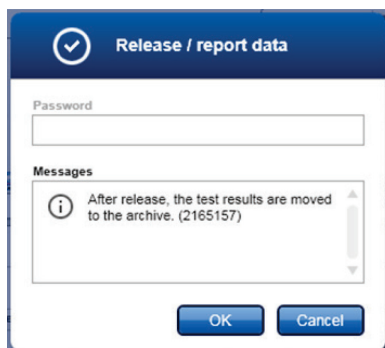 Release / report data
Password
Messages
After release, the test results are moved
to the archive. (2165157)
OK
Cancel